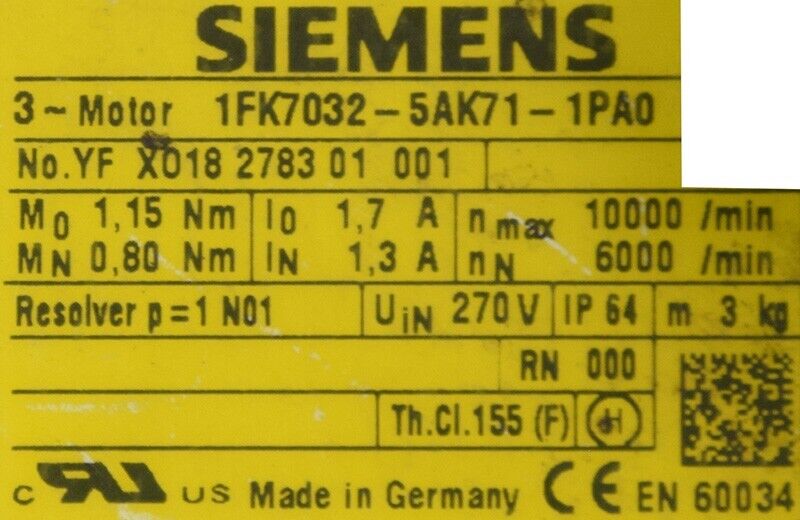 SIEMENS
3 ~ Motor 1FK7032 - 5AK71 - 1PA0
No. YF X018 2783 01 001
M0 1,15 Nm I0 1,7 A n max 10000 /min
MN 0,80 Nm IN 1,3 A nN 6000 /min
Resolver p = 1 N01 UIN 270 V IP 64 m 3 kg
RN 000
Th.Cl.155 (F) H
C RU US Made in Germany CE EN 60034